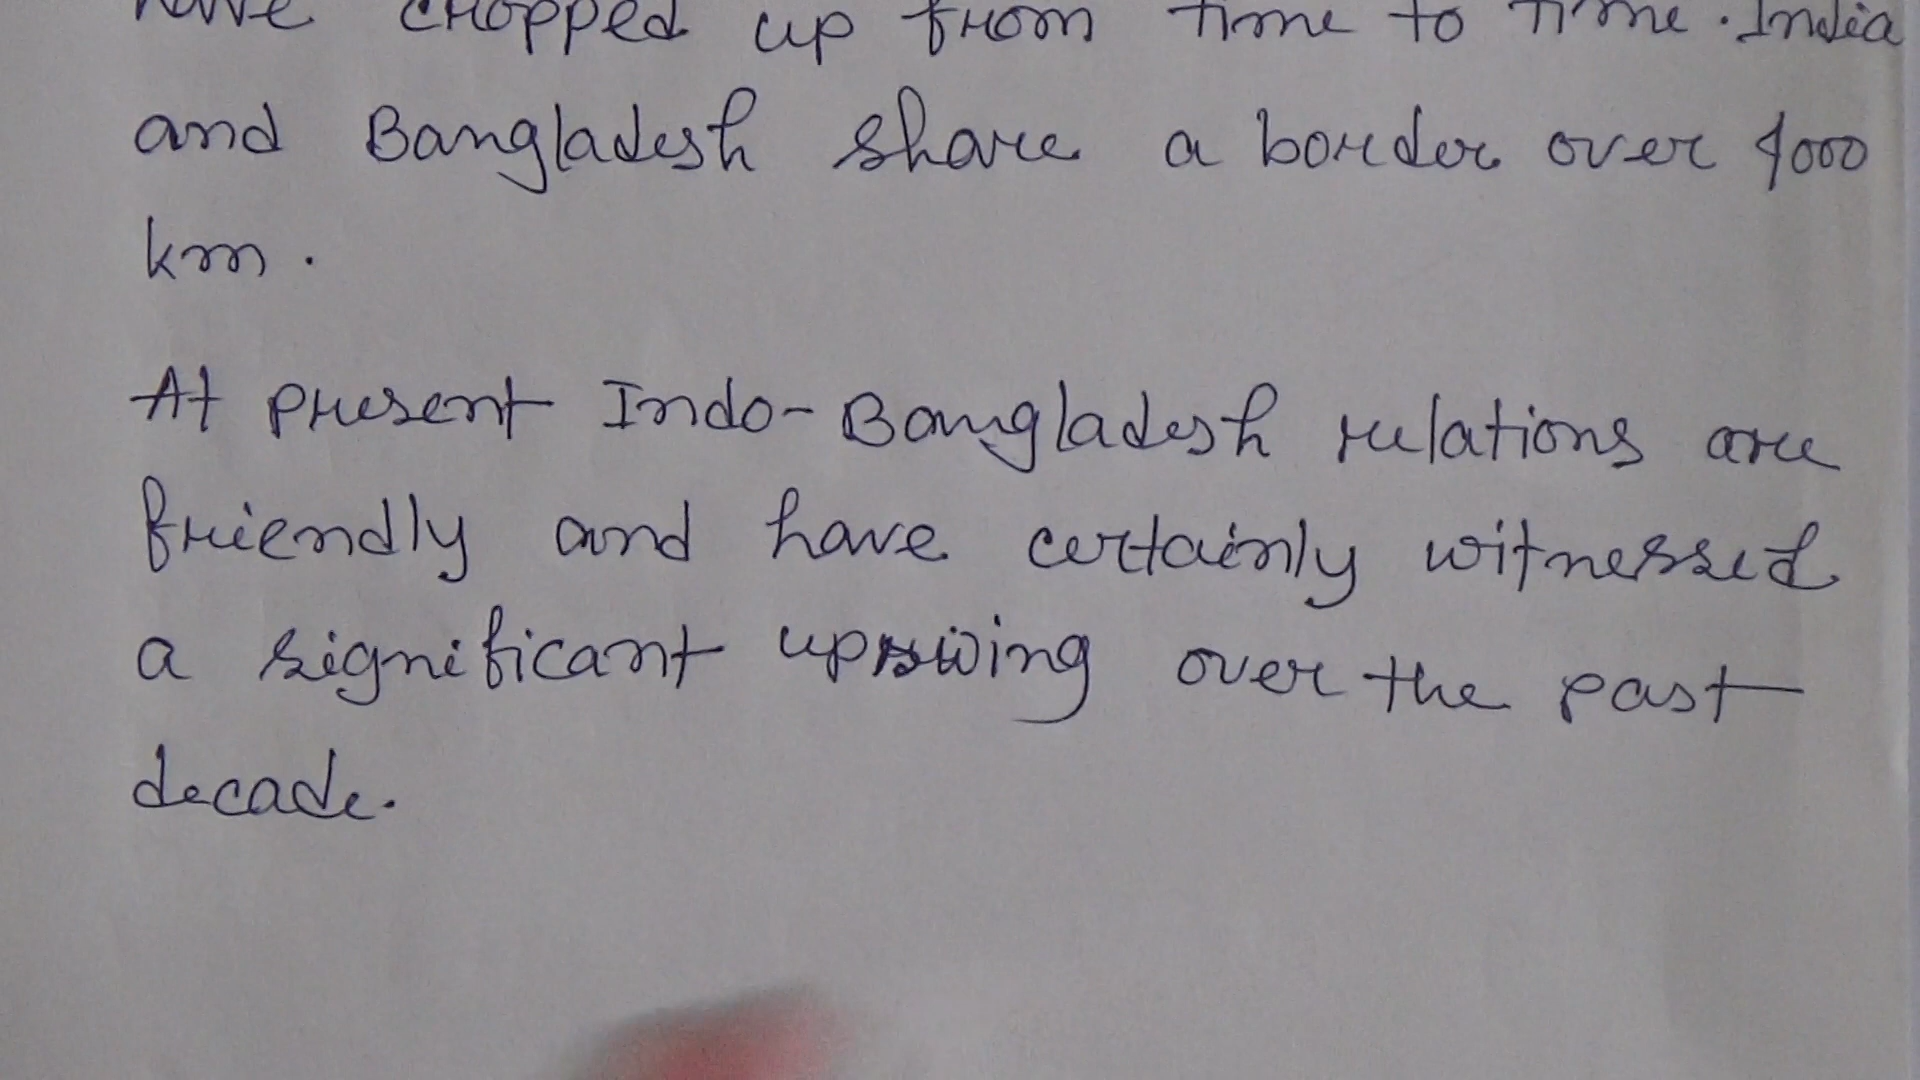 have chopped up from time to time. India
and Bangladesh share a border over 4000
km.
At present Indo-Bangladesh relations are
friendly and have certainly witnessed
a significant upswing over the past
decade.